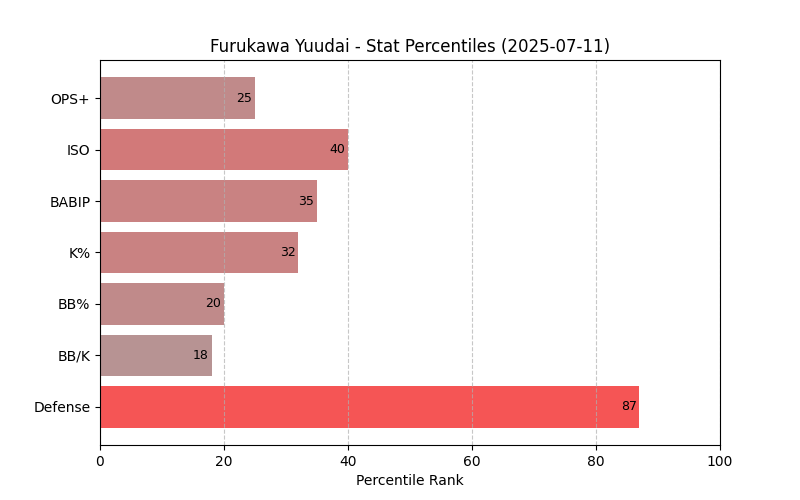 Furukawa Yuudai - Stat Percentiles (2025-07-11)
OPS+ 25
ISO 40
BABIP 35
K% 32
BB% 20
BB/K 18
Defense 87
0 20 40 60 80 100
Percentile Rank